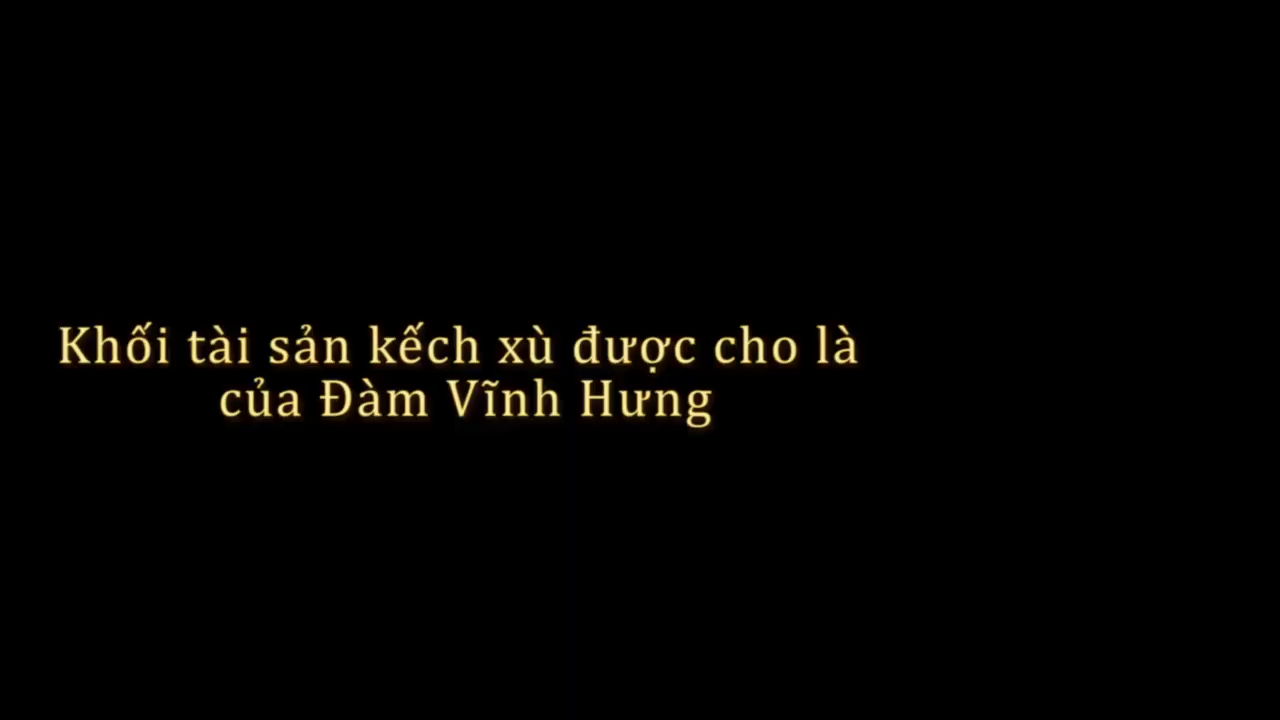 Khối tài sản kếch xù được cho là
của Đàm Vĩnh Hưng